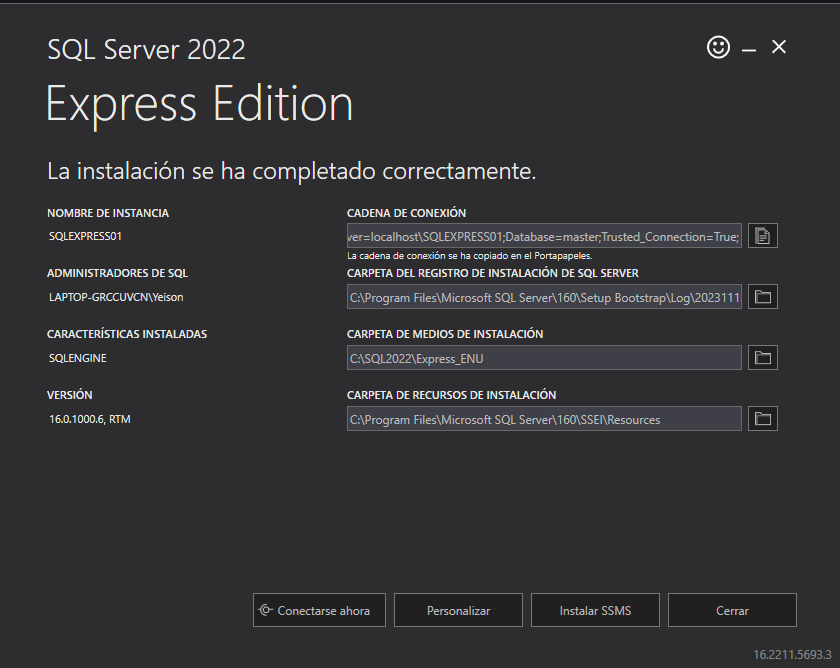 SQL Server 2022
Express Edition
La instalación se ha completado correctamente.
NOMBRE DE INSTANCIA
SQLEXPRESS01
CADENA DE CONEXIÓN
ver=localhost\SQLEXPRESS01;Database=master;Trusted_Connection=True;
La cadena de conexión se ha copiado en el Portapapeles.
ADMINISTRADORES DE SQL
LAPTOP-GRCCUVCN\Yeison
CARPETA DEL REGISTRO DE INSTALACIÓN DE SQL SERVER
C:\Program Files\Microsoft SQL Server\160\Setup Bootstrap\Log\2023111
CARACTERÍSTICAS INSTALADAS
SQLENGINE
CARPETA DE MEDIOS DE INSTALACIÓN
C:\SQL2022\Express_ENU
VERSIÓN
16.0.1000.6, RTM
CARPETA DE RECURSOS DE INSTALACIÓN
C:\Program Files\Microsoft SQL Server\160\SSEI\Resources
Conectarse ahora
Personalizar
Instalar SSMS
Cerrar
16.2211.5693.3